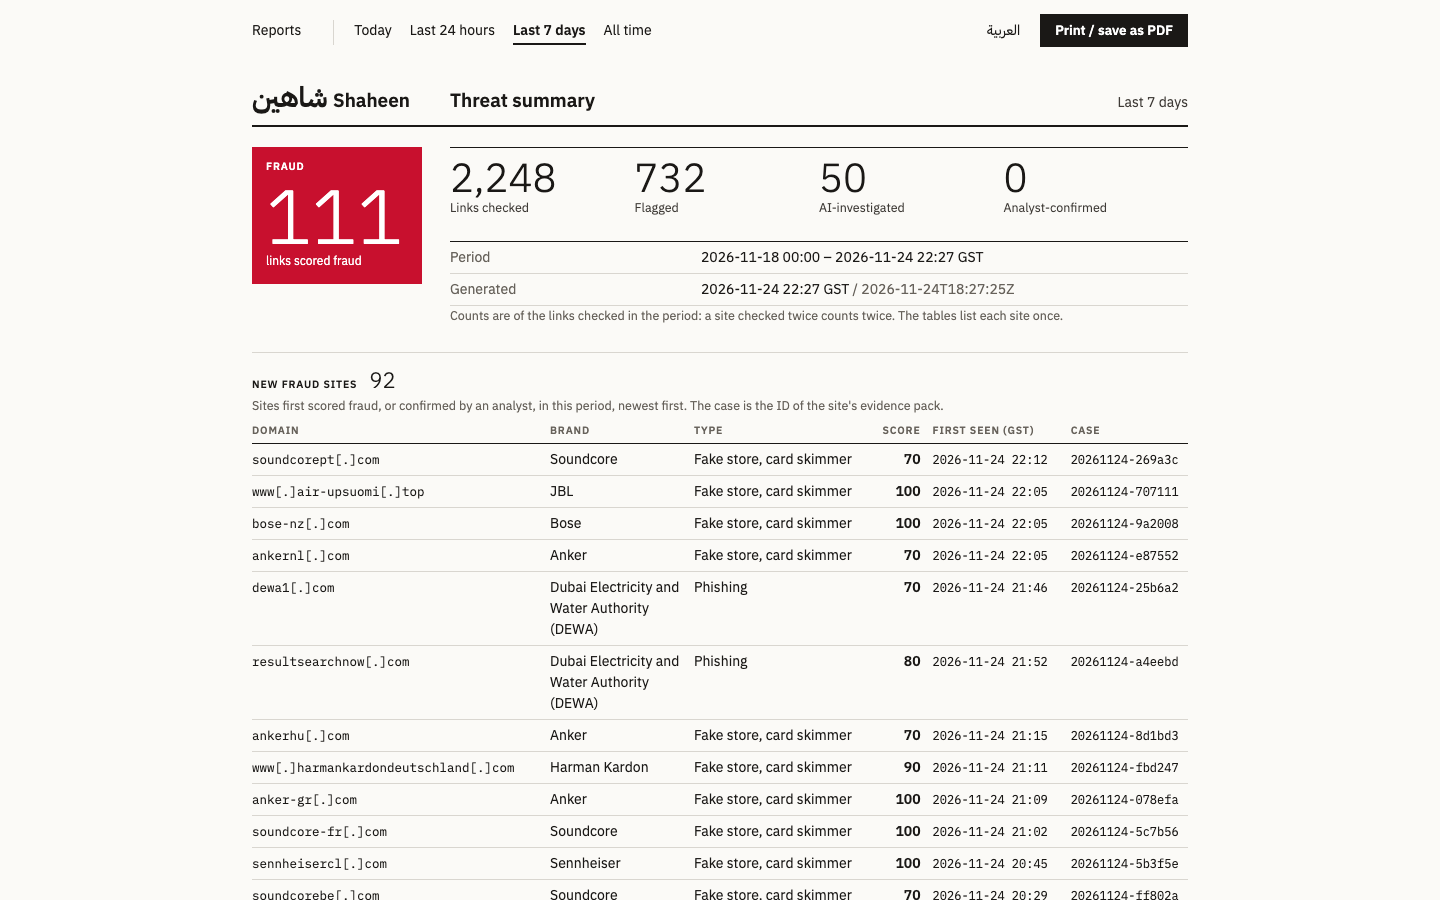 Reports
Today
Last 24 hours
Last 7 days
All time
العربية
Print / save as PDF
شاهين Shaheen
Threat summary
Last 7 days
FRAUD
111
links scored fraud
2,248
Links checked
732
Flagged
50
AI-investigated
0
Analyst-confirmed
Period 2026-11-18 00:00 – 2026-11-24 22:27 GST
Generated 2026-11-24 22:27 GST / 2026-11-24T18:27:25Z
Counts are of the links checked in the period: a site checked twice counts twice. The tables list each site once.
NEW FRAUD SITES 92
Sites first scored fraud, or confirmed by an analyst, in this period, newest first. The case is the ID of the site's evidence pack.
DOMAIN BRAND TYPE SCORE FIRST SEEN (GST) CASE
soundcorept[.]com Soundcore Fake store, card skimmer 70 2026-11-24 22:12 20261124-269a3c
www[.]air-upsuomi[.]top JBL Fake store, card skimmer 100 2026-11-24 22:05 20261124-707111
bose-nz[.]com Bose Fake store, card skimmer 100 2026-11-24 22:05 20261124-9a2008
ankernl[.]com Anker Fake store, card skimmer 70 2026-11-24 22:05 20261124-e87552
dewa1[.]com Dubai Electricity and Phishing 70 2026-11-24 21:46 20261124-25b6a2
Water Authority
(DEWA)
resultsearchnow[.]com Dubai Electricity and Phishing 80 2026-11-24 21:52 20261124-a4eebd
Water Authority
(DEWA)
ankerhu[.]com Anker Fake store, card skimmer 70 2026-11-24 21:15 20261124-8d1bd3
www[.]harmankardondeutschland[.]com Harman Kardon Fake store, card skimmer 90 2026-11-24 21:11 20261124-fbd247
anker-gr[.]com Anker Fake store, card skimmer 100 2026-11-24 21:09 20261124-078efa
soundcore-fr[.]com Soundcore Fake store, card skimmer 100 2026-11-24 21:02 20261124-5c7b56
sennheisercl[.]com Sennheiser Fake store, card skimmer 100 2026-11-24 20:45 20261124-5b3f5e
soundcorebe[.]com Soundcore Fake store, card skimmer 70 2026-11-24 20:29 20261124-ff802a